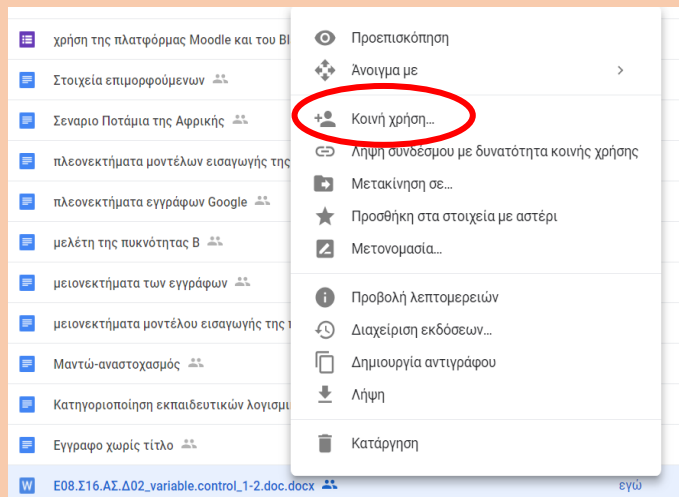 χρήση της πλατφόρμας Moodle και του Bl
Στοιχεία επιμορφούμενων
Σεναριο Ποτάμια της Αφρικής
πλεονεκτήματα μοντέλων εισαγωγής της
πλεονεκτήματα εγγράφων Google
μελέτη της πυκνότητας Β
μειονεκτήματα των εγγράφων
μειονεκτήματα μοντέλου εισαγωγής της
Μαντώ-αναστοχασμός
Κατηγοριοποίηση εκπαιδευτικών λογισμι
Εγγραφο χωρίς τίτλο
W E08.Σ16.ΑΣ.Δ02_variable.control_1-2.doc.docx εγώ
Προεπισκόπηση
Άνοιγμα με
Κοινή χρήση...
Λήψη συνδέσμου με δυνατότητα κοινής χρήσης
Μετακίνηση σε...
Προσθήκη στα στοιχεία με αστέρι
Μετονομασία...
Προβολή λεπτομερειών
Διαχείριση εκδόσεων...
Δημιουργία αντιγράφου
Λήψη
Κατάργηση